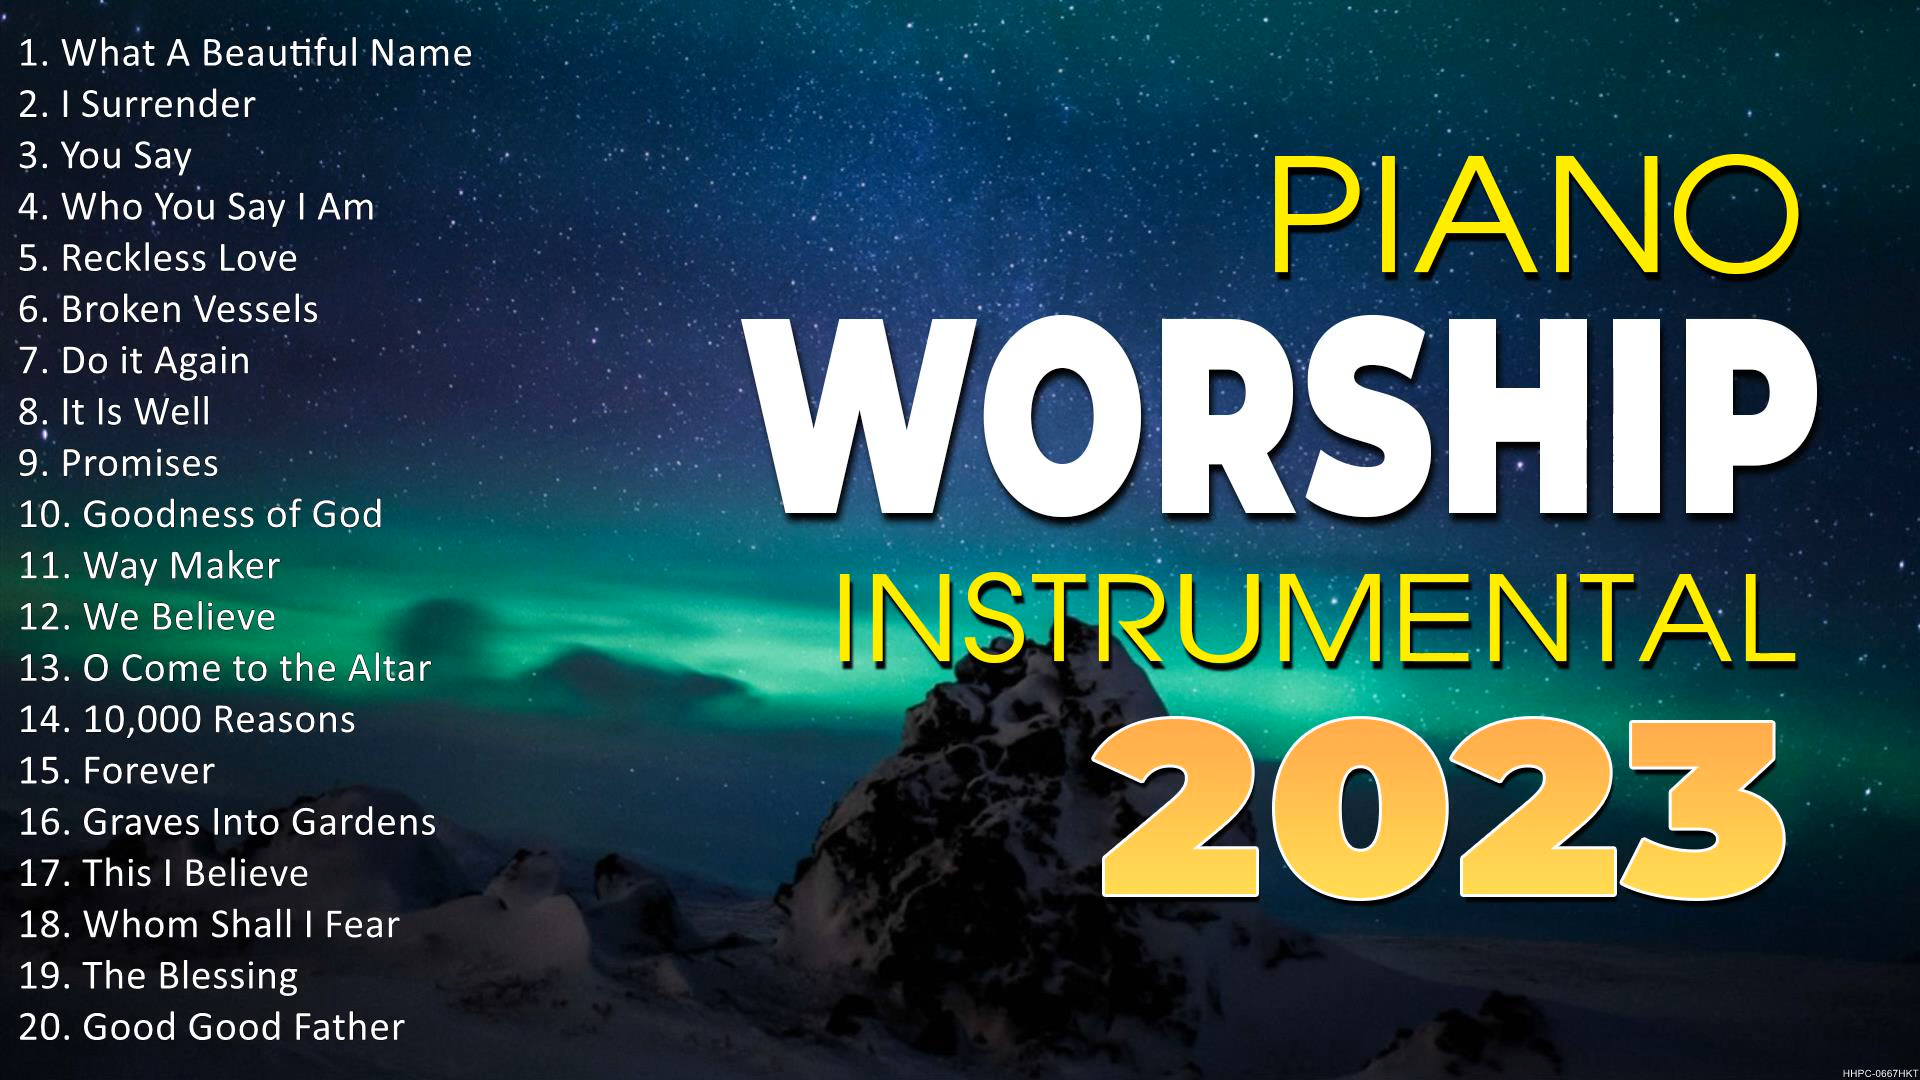 1. What A Beautiful Name
2. I Surrender
3. You Say
4. Who You Say I Am
5. Reckless Love
6. Broken Vessels
7. Do it Again
8. It Is Well
9. Promises
10. Goodness of God
11. Way Maker
12. We Believe
13. O Come to the Altar
14. 10,000 Reasons
15. Forever
16. Graves Into Gardens
17. This I Believe
18. Whom Shall I Fear
19. The Blessing
20. Good Good Father
PIANO
WORSHIP
INSTRUMENTAL
2023
HHPC-0667HKT